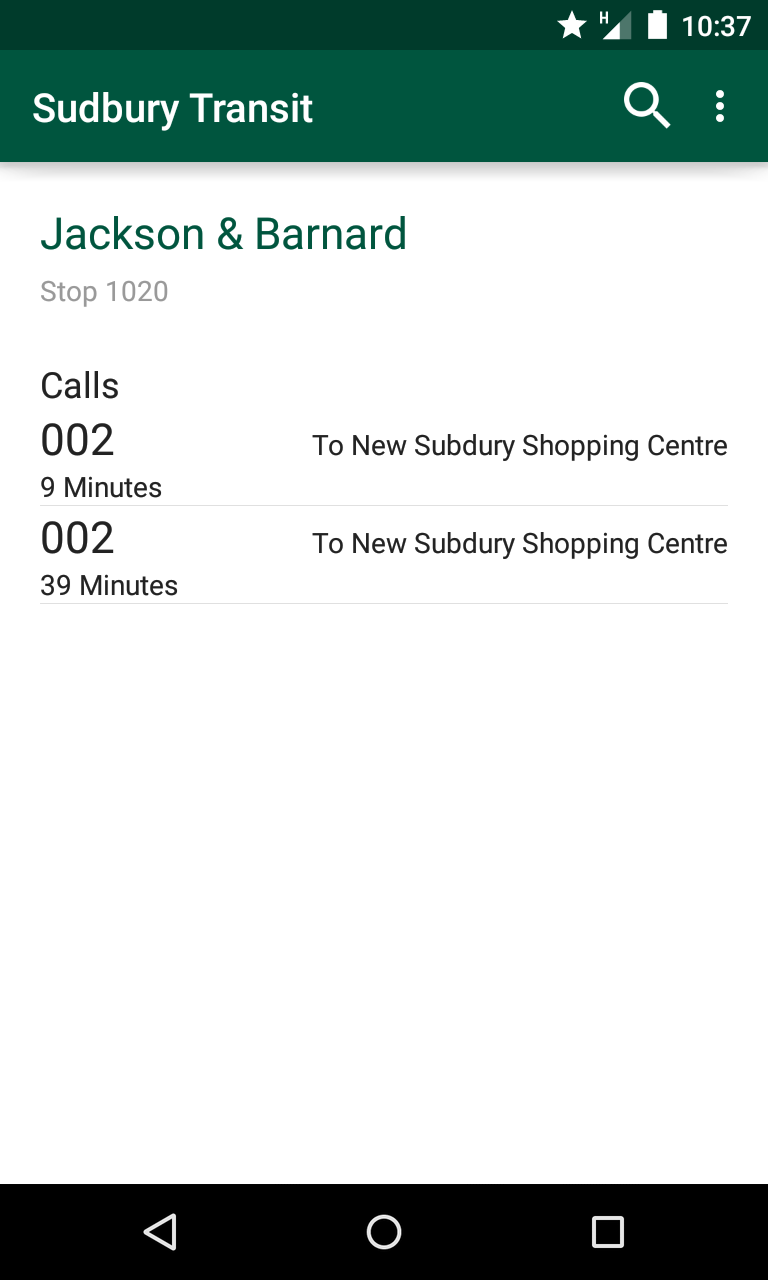 H 10:37
Sudbury Transit
Jackson & Barnard
Stop 1020
Calls
002 To New Subdury Shopping Centre
9 Minutes
002 To New Subdury Shopping Centre
39 Minutes